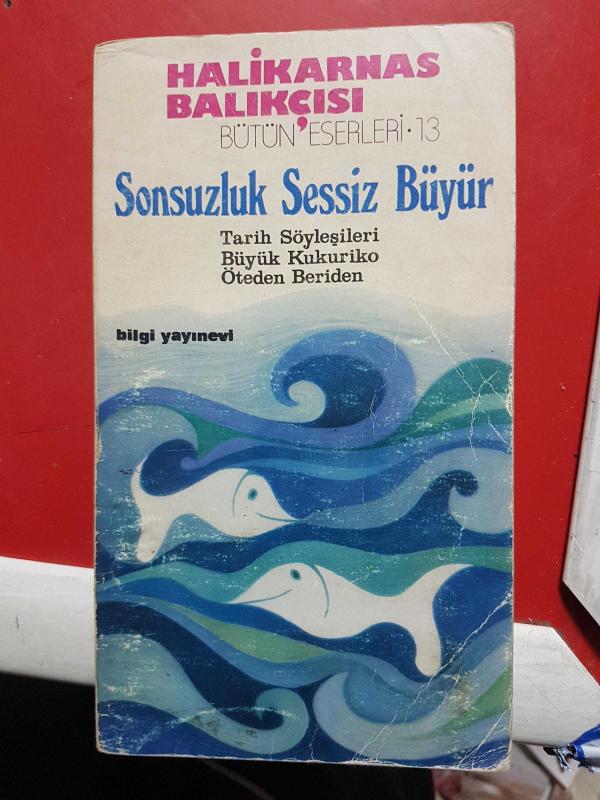 HALİKARNAS
BALIKÇISI
BÜTÜN ESERLERİ•13
Sonsuzluk Sessiz Büyür
Tarih Söyleşileri
Büyük Kukuriko
Öteden Beriden
bilgi yayınevi